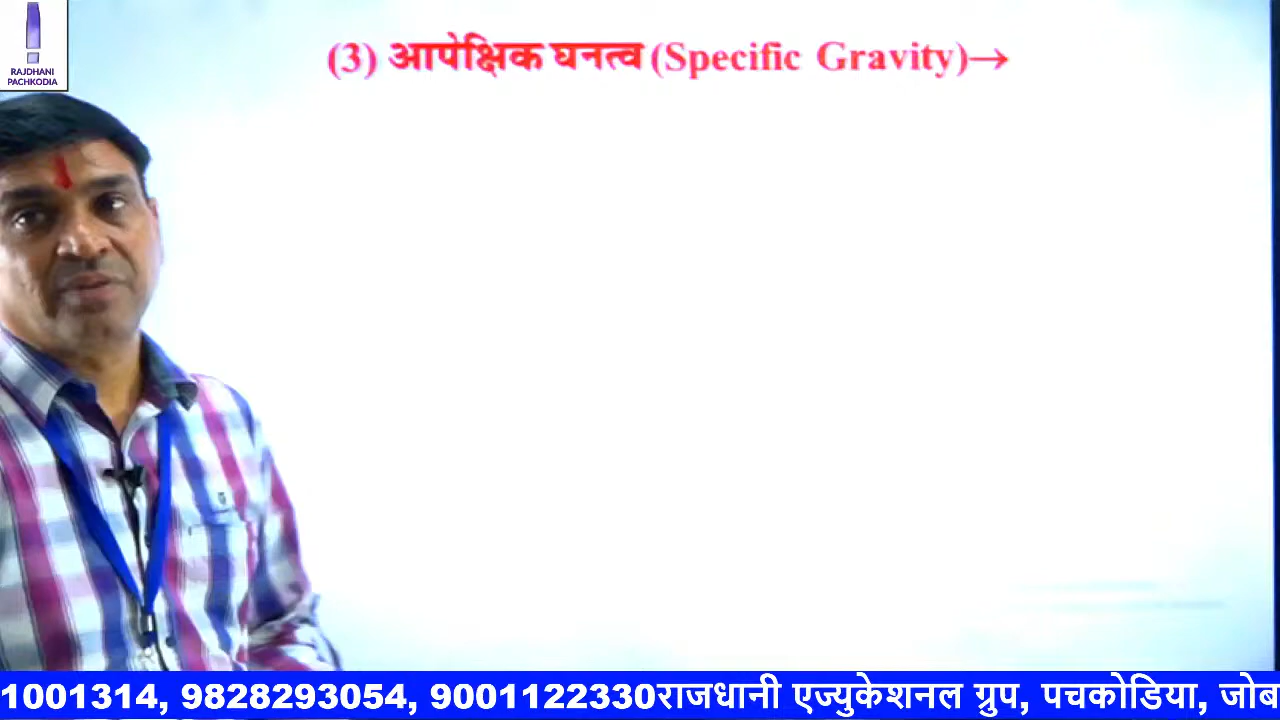 RAJDHANI
PACHKODIA
(3) आपेक्षिक घनत्व (Specific Gravity)→
1001314, 9828293054, 9001122330राजधानी एज्युकेशनल ग्रुप, पचकोडिया, जोब